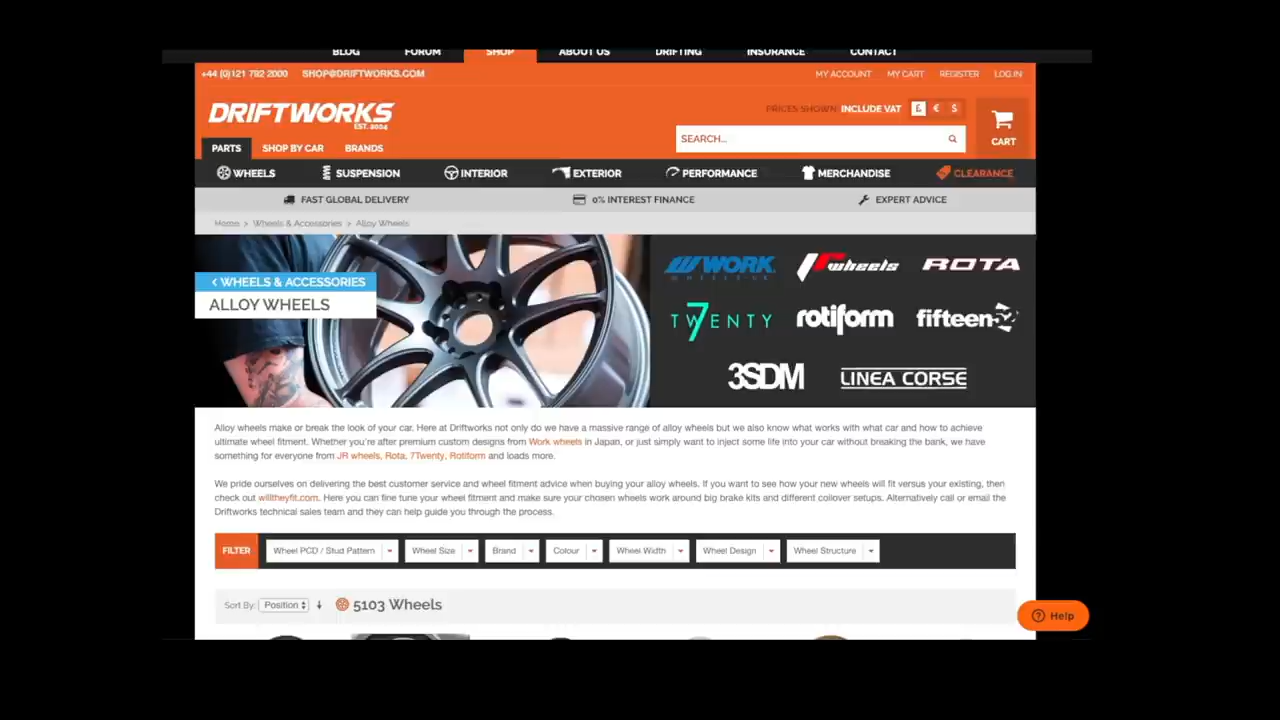 BLOG FORUM SHOP ABOUT US DRIFTING INSURANCE CONTACT
+44 (0)121 792 2000 SHOP@DRIFTWORKS.COM MY ACCOUNT MY CART REGISTER LOG IN
DRIFTWORKS
EST. 2004
PRICES SHOWN: INCLUDE VAT £ € $
SEARCH...
CART
PARTS SHOP BY CAR BRANDS
WHEELS SUSPENSION INTERIOR EXTERIOR PERFORMANCE MERCHANDISE CLEARANCE
FAST GLOBAL DELIVERY 0% INTEREST FINANCE EXPERT ADVICE
Home > Wheels & Accessories > Alloy Wheels
< WHEELS & ACCESSORIES
ALLOY WHEELS
WORK JR wheels ROTA
7TWENTY rotiform fifteen52
3SDM LINEA CORSE
Alloy wheels make or break the look of your car. Here at Driftworks not only do we have a massive range of alloy wheels but we also know what works with what car and how to achieve
ultimate wheel fitment. Whether you're after premium custom designs from Work wheels in Japan, or just simply want to inject some life into your car without breaking the bank, we have
something for everyone from JR wheels, Rota, 7Twenty, Rotiform and loads more.
We pride ourselves on delivering the best customer service and wheel fitment advice when buying your alloy wheels. If you want to see how your new wheels will fit versus your existing, then
check out willtheyfit.com. Here you can fine tune your wheel fitment and make sure your chosen wheels work around big brake kits and different coilover setups. Alternatively call or email the
Driftworks technical sales team and they can help guide you through the process.
FILTER Wheel PCD / Stud Pattern Wheel Size Brand Colour Wheel Width Wheel Design Wheel Structure
Sort By: Position 5103 Wheels
Help